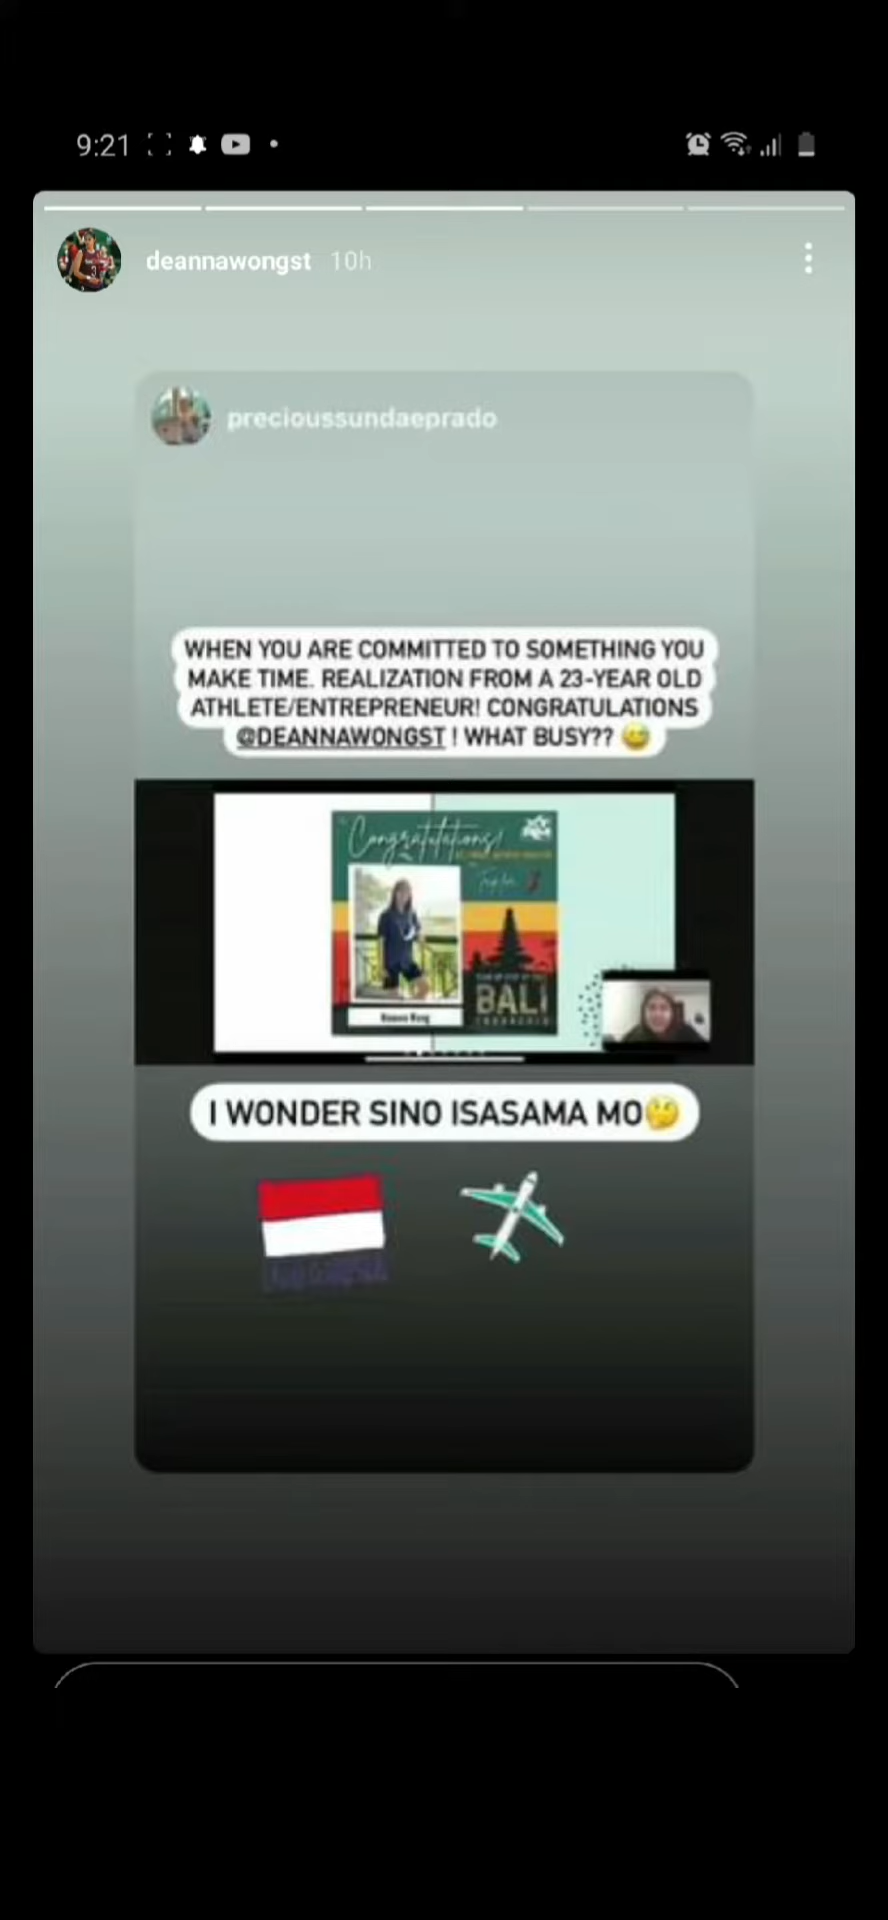 9:21
deannawongst 10h
precioussundaeprado
WHEN YOU ARE COMMITTED TO SOMETHING YOU
MAKE TIME. REALIZATION FROM A 23-YEAR OLD
ATHLETE/ENTREPRENEUR! CONGRATULATIONS
@DEANNAWONGST ! WHAT BUSY?? 😅
Congratulations!
BALI
I WONDER SINO ISASAMA MO🤔